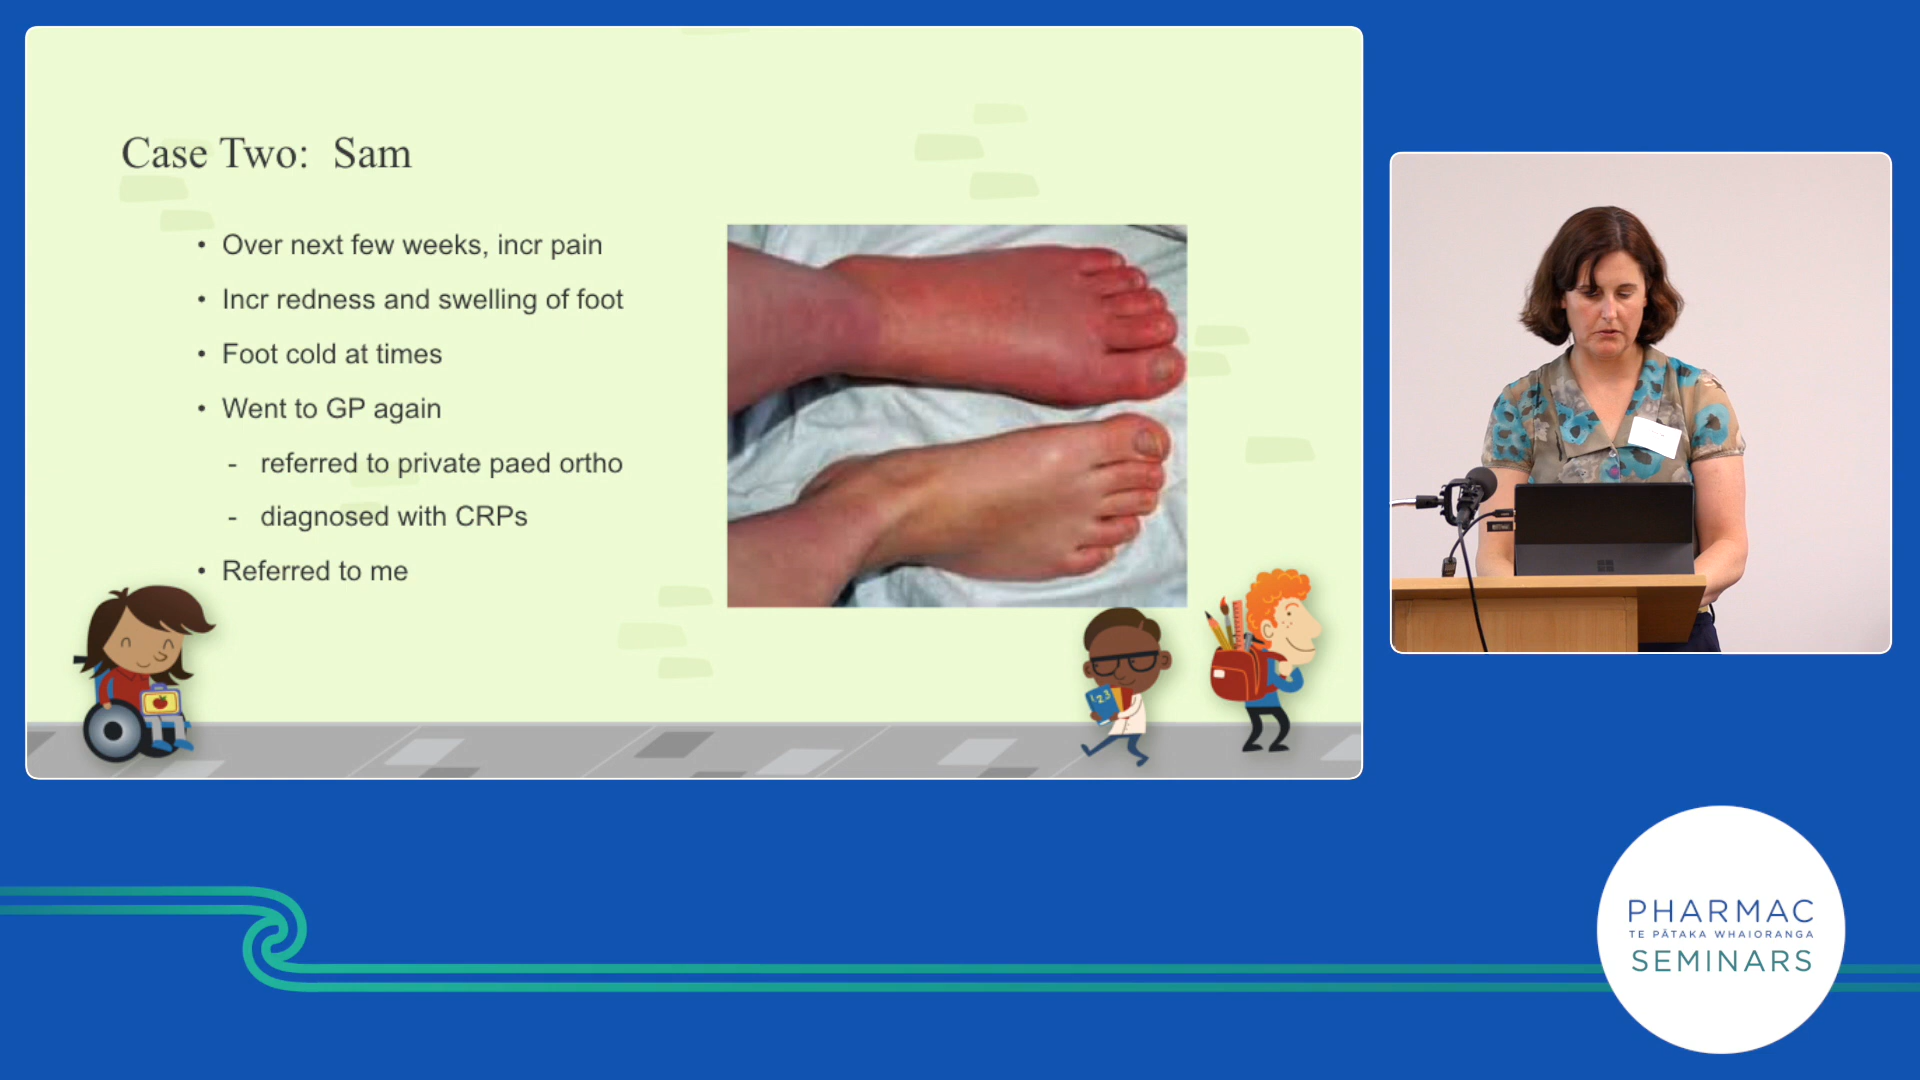 Case Two: Sam
• Over next few weeks, incr pain
• Incr redness and swelling of foot
• Foot cold at times
• Went to GP again
- referred to private paed ortho
- diagnosed with CRPs
• Referred to me
123
PHARMAC
TE PĀTAKA WHAIORANGA
SEMINARS